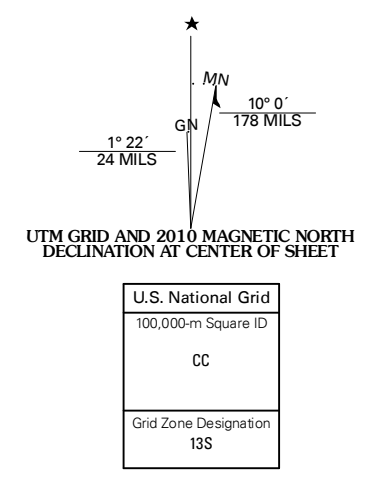 ★
MN
10° 0´
178 MILS
GN
1° 22´
24 MILS
UTM GRID AND 2010 MAGNETIC NORTH
DECLINATION AT CENTER OF SHEET
U.S. National Grid
100,000-m Square ID
CC
Grid Zone Designation
13S